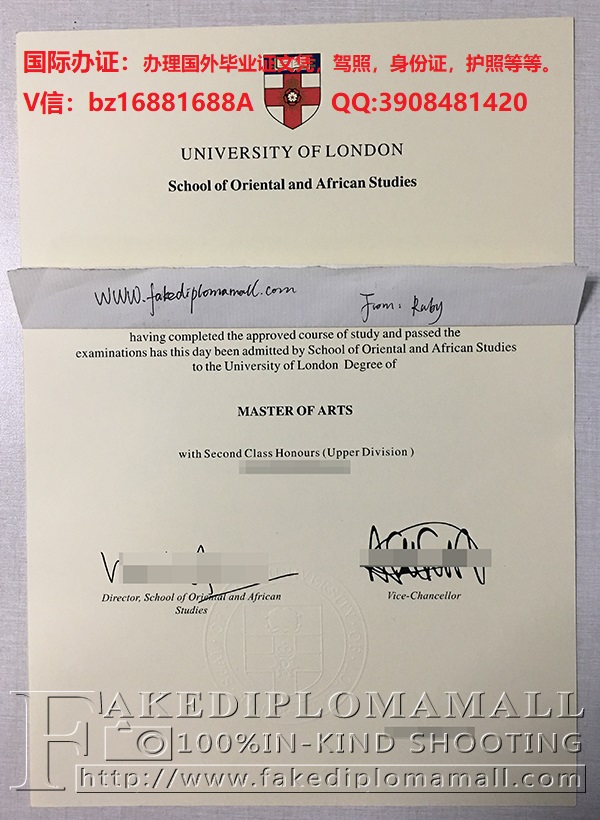 国际办证：办理国外毕业证文凭，驾照，身份证，护照等等。
V信：bz16881688A QQ:3908481420
UNIVERSITY OF LONDON
School of Oriental and African Studies
WWW.fakediplomamall.com From: Ruby
having completed the approved course of study and passed the
examinations has this day been admitted by School of Oriental and African Studies
to the University of London Degree of
MASTER OF ARTS
with Second Class Honours (Upper Division )
Director, School of Oriental and African
Studies
Vice-Chancellor
FAKEDIPLOMAMALL
100%IN-KIND SHOOTING
http://www.fakediplomamall.com